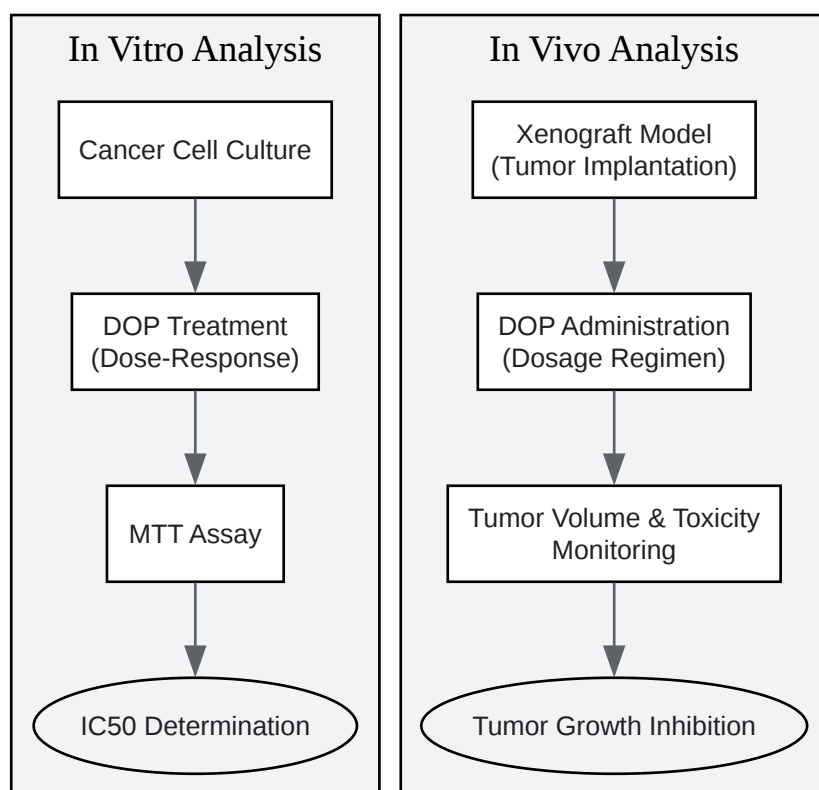 In Vitro Analysis
Cancer Cell Culture
DOP Treatment
(Dose-Response)
MTT Assay
IC50 Determination
In Vivo Analysis
Xenograft Model
(Tumor Implantation)
DOP Administration
(Dosage Regimen)
Tumor Volume & Toxicity
Monitoring
Tumor Growth Inhibition